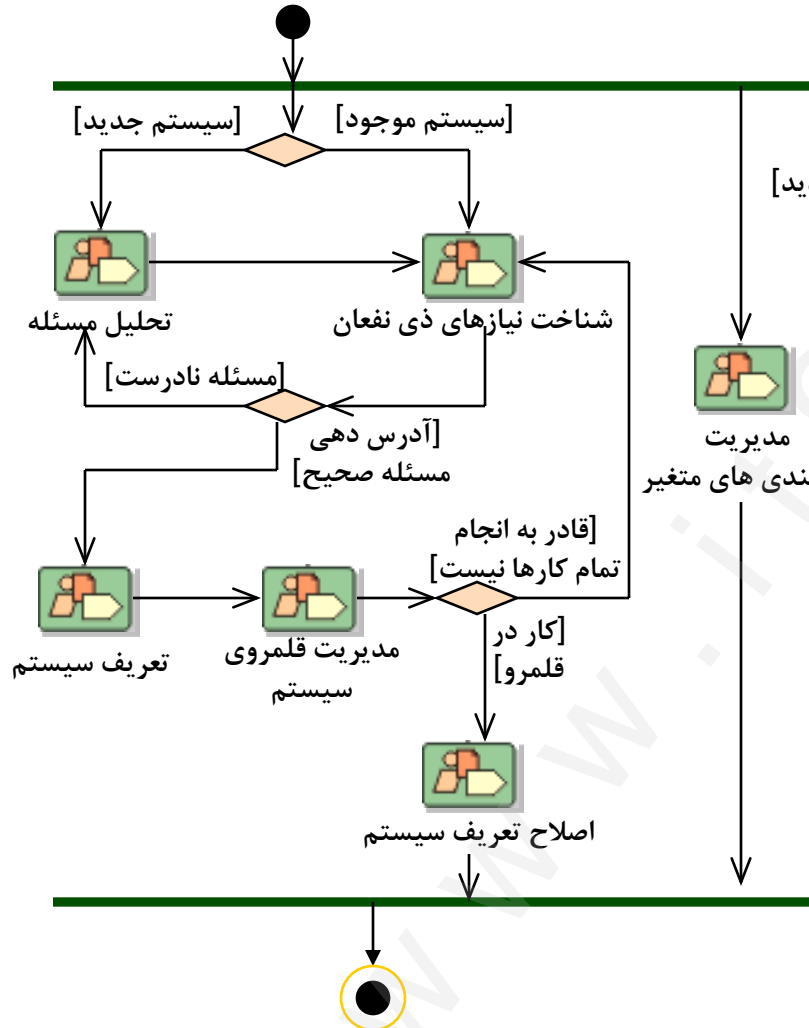 [سیستم موجود]
[سیستم جدید]
تحلیل مسئله
شناخت نیازهای ذی نفعان
[مسئله نادرست]
[آدرس دهی
مسئله صحیح]
مدیریت
متغیر
[قادر به انجام
تمام کارها نیست]
تعریف سیستم
مدیریت قلمروی
سیستم
[کار در
قلمرو]
اصلاح تعریف سیستم